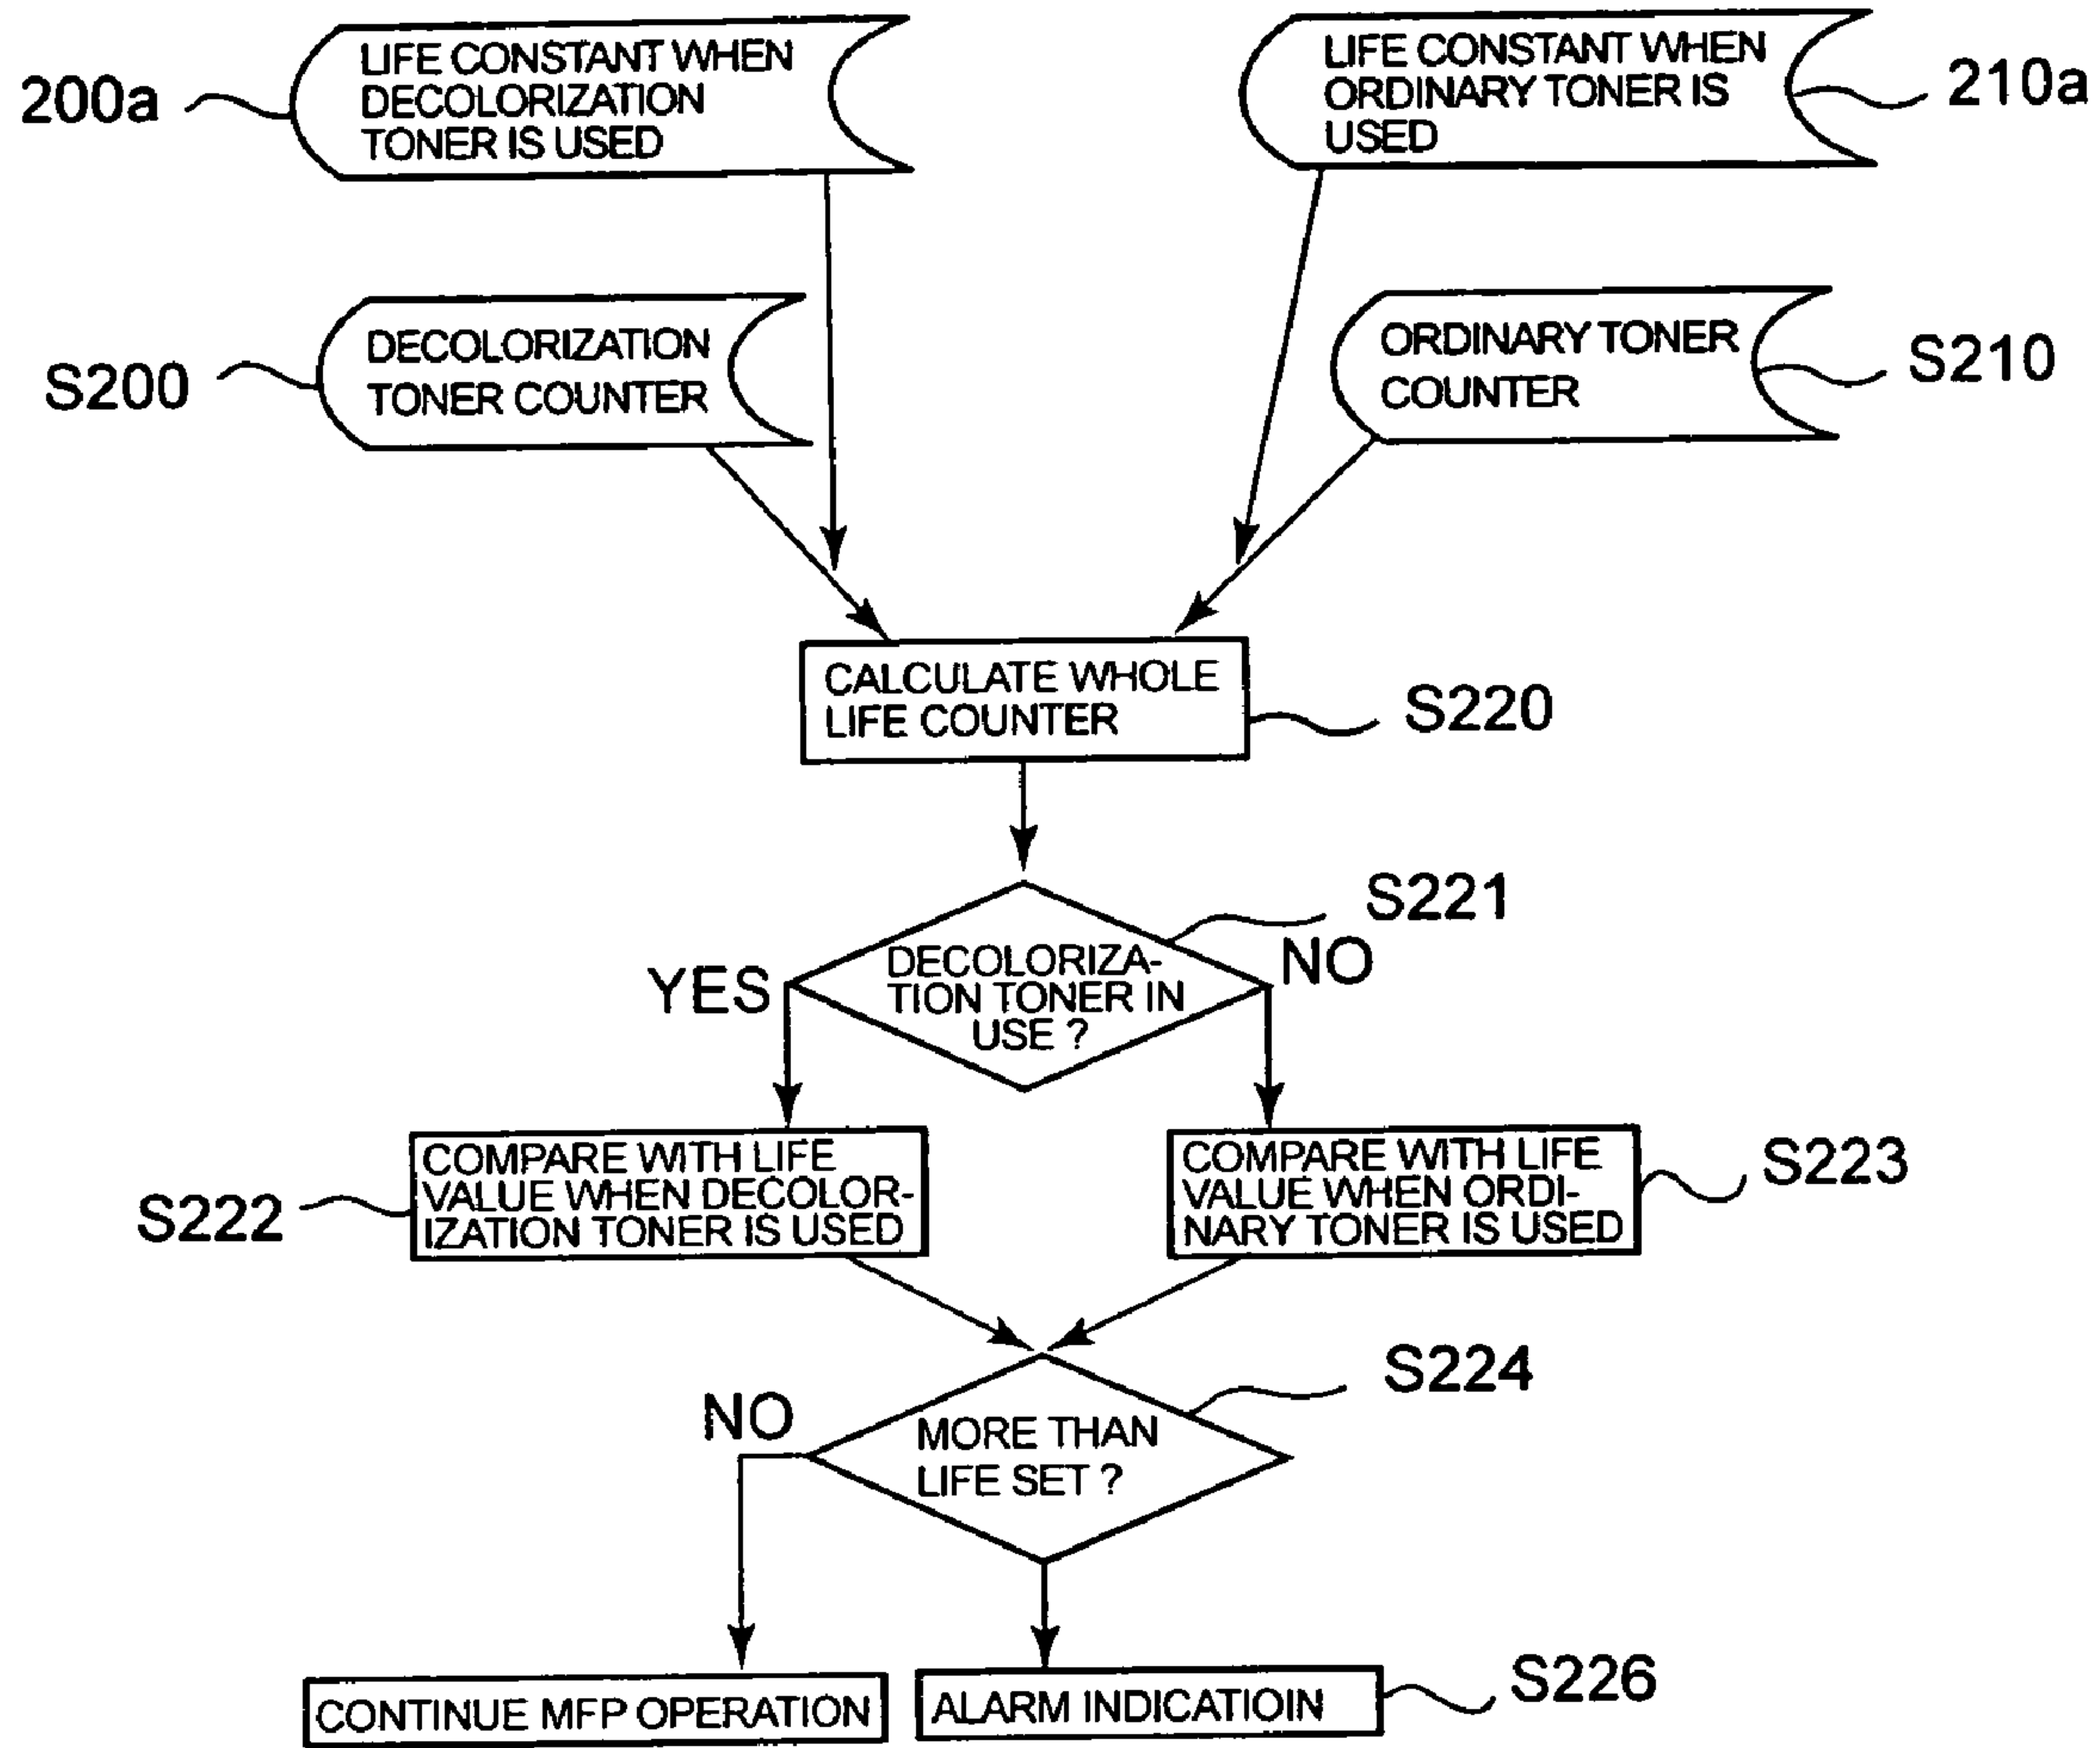 LIFE CONSTANT WHEN
DECOLORIZATION
TONER IS USED
200a
LIFE CONSTANT WHEN
ORDINARY TONER IS
USED
210a
DECOLORIZATION
TONER COUNTER
S200
ORDINARY TONER
COUNTER
S210
CALCULATE WHOLE
LIFE COUNTER
S220
S221
DECOLORIZA-
TION TONER IN
USE ?
YES
NO
COMPARE WITH LIFE
VALUE WHEN DECOLOR-
IZATION TONER IS USED
S222
COMPARE WITH LIFE
VALUE WHEN ORDI-
NARY TONER IS USED
S223
S224
MORE THAN
LIFE SET ?
NO
CONTINUE MFP OPERATION
ALARM INDICATIOIN
S226